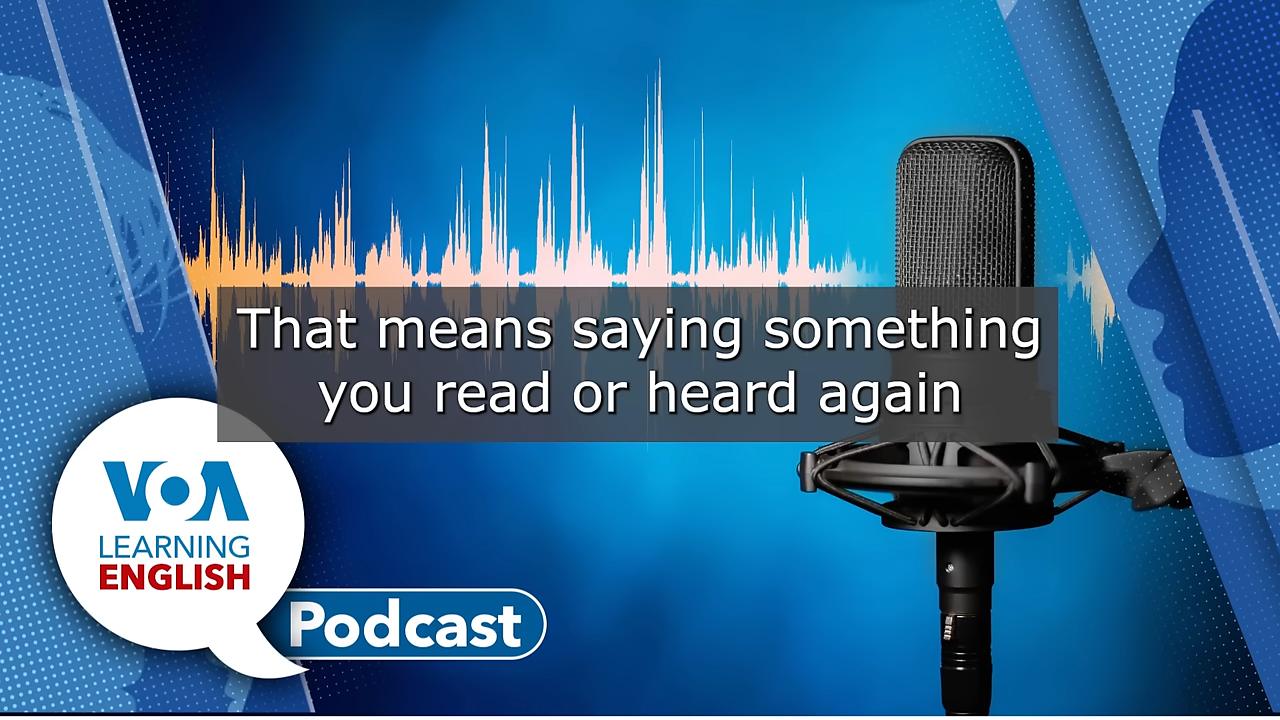 That means saying something
you read or heard again
VOA
LEARNING
ENGLISH
Podcast